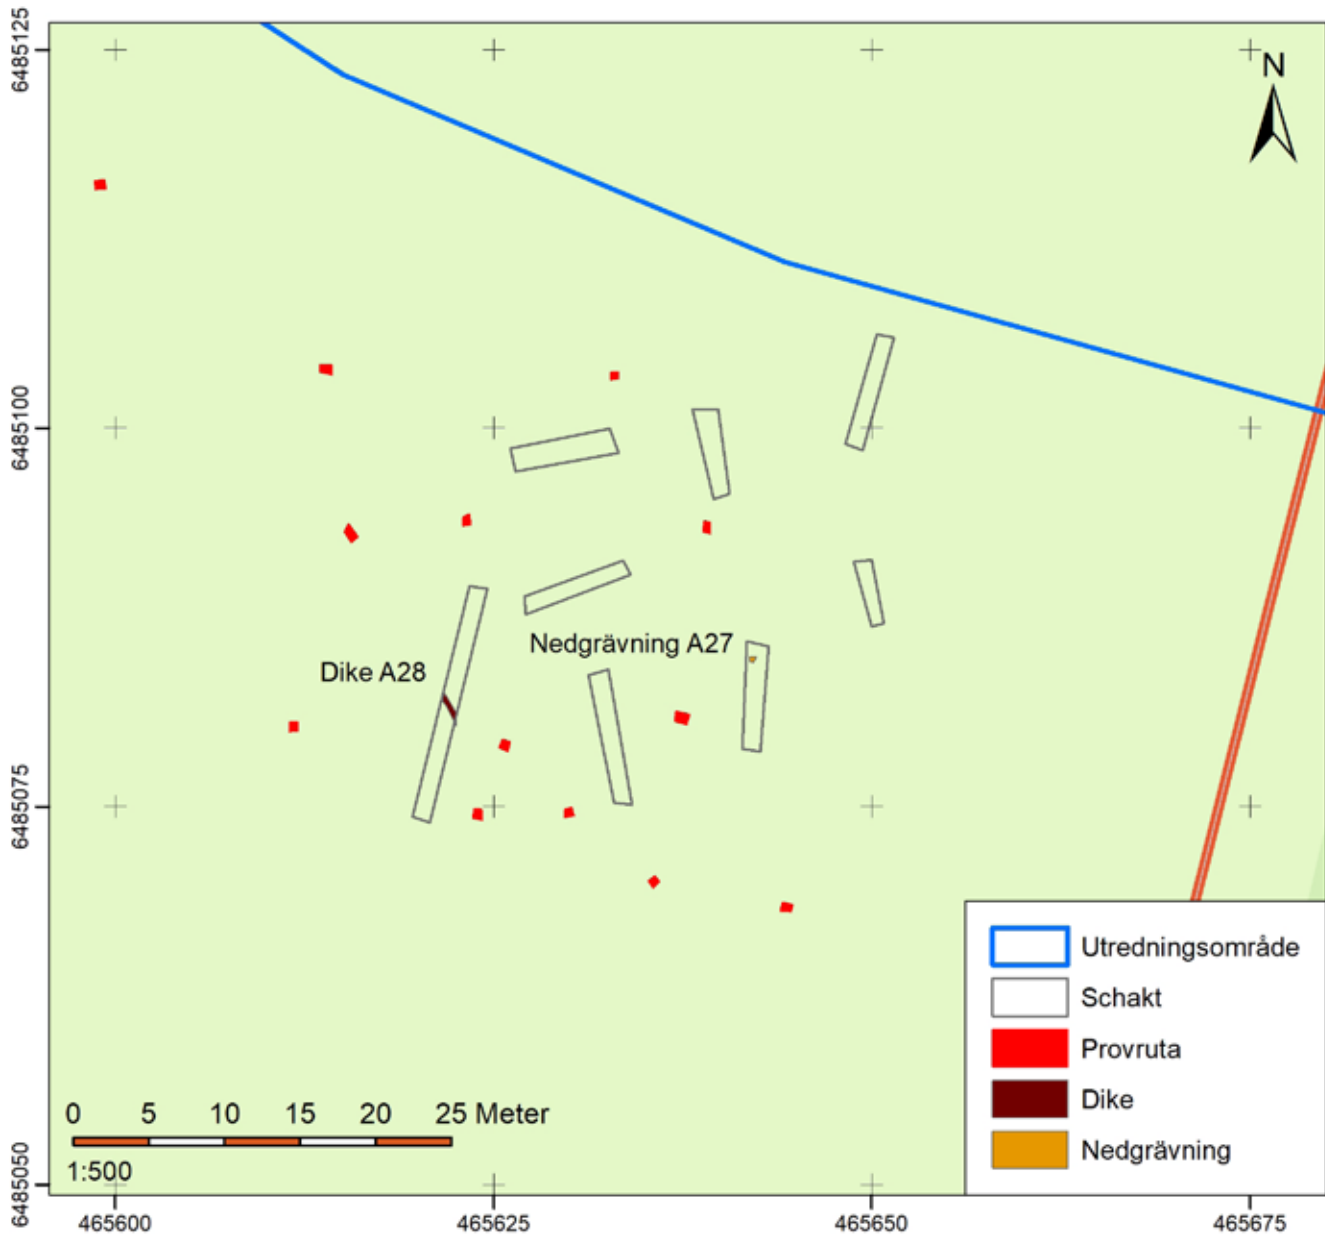 6485125
N
6485100
Nedgrävning A27
Dike A28
6485075
Utredningsområde
Schakt
Provruta
Dike
Nedgrävning
0 5 10 15 20 25 Meter
1:500
6485050
465600 465625 465650 465675